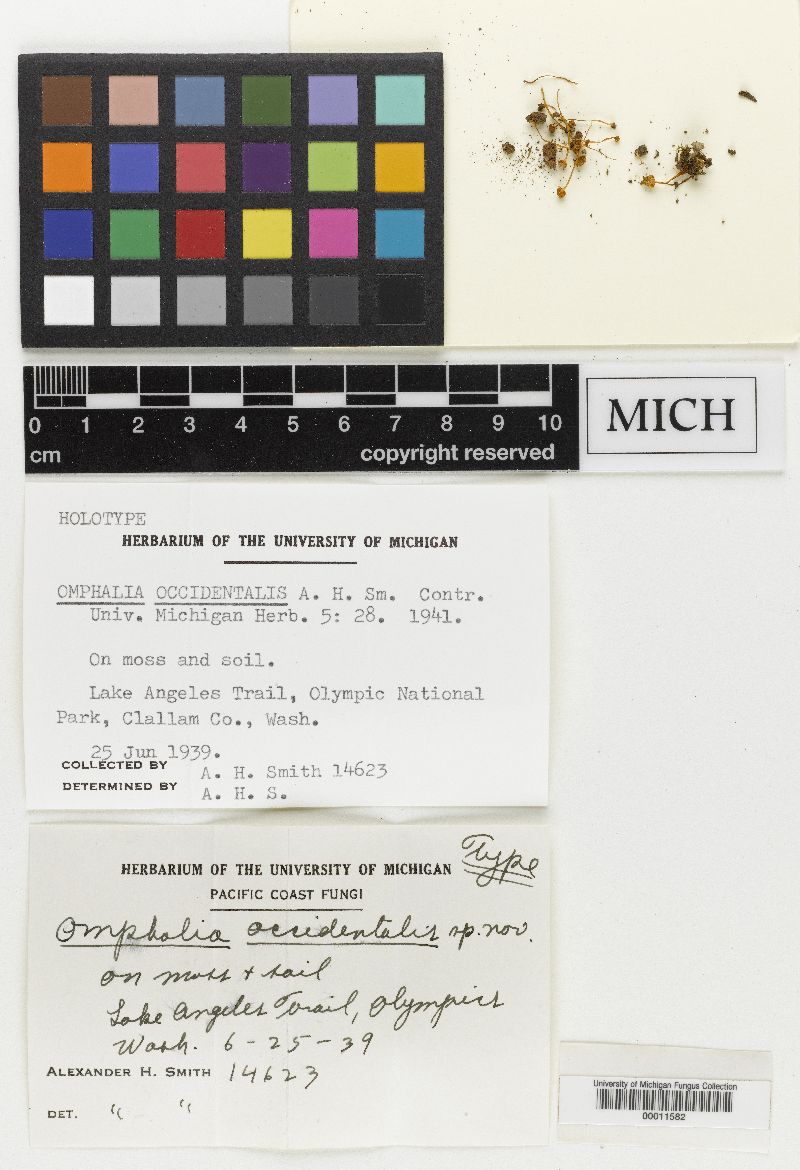 0 1 2 3 4 5 6 7 8 9 10
cm copyright reserved
MICH
HOLOTYPE
HERBARIUM OF THE UNIVERSITY OF MICHIGAN
OMPHALIA OCCIDENTALIS A. H. Sm. Contr.
Univ. Michigan Herb. 5: 28. 1941.
On moss and soil.
Lake Angeles Trail, Olympic National
Park, Clallam Co., Wash.
25 Jun 1939.
COLLECTED BY A. H. Smith 14623
DETERMINED BY A. H. S.
Type
HERBARIUM OF THE UNIVERSITY OF MICHIGAN
PACIFIC COAST FUNGI
Omphalia occidentalis sp. nov.
on moss + soil
Lake Angeles Trail, Olympics
Wash. 6-25-39
ALEXANDER H. SMITH 14623
DET. " "
University of Michigan Fungus Collection
00011582